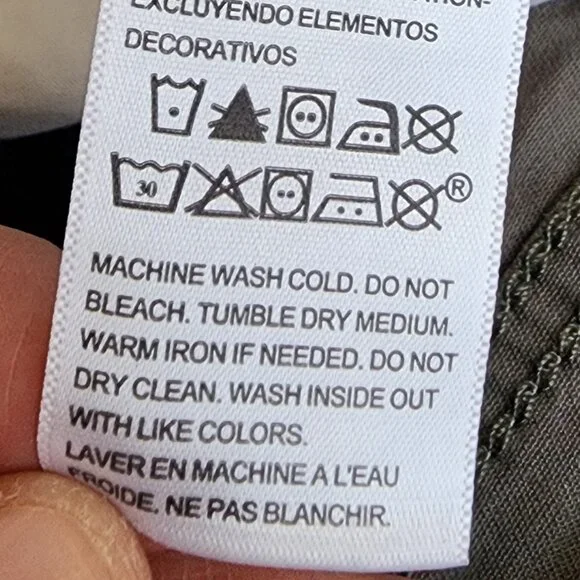 EXCLUYENDO ELEMENTOS
DECORATIVOS
30
®
MACHINE WASH COLD. DO NOT
BLEACH. TUMBLE DRY MEDIUM.
WARM IRON IF NEEDED. DO NOT
DRY CLEAN. WASH INSIDE OUT
WITH LIKE COLORS.
LAVER EN MACHINE A L'EAU
FROIDE. NE PAS BLANCHIR.